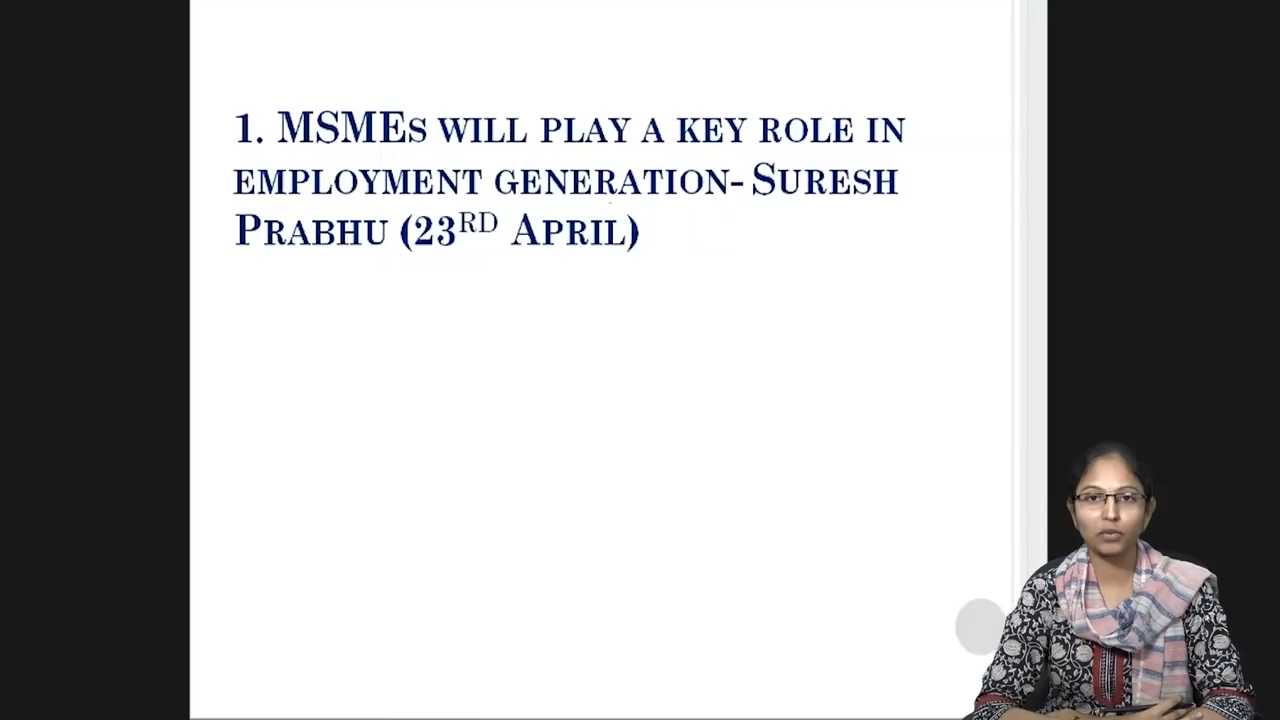 1. MSMEs WILL PLAY A KEY ROLE IN
EMPLOYMENT GENERATION- SURESH
PRABHU (23RD APRIL)